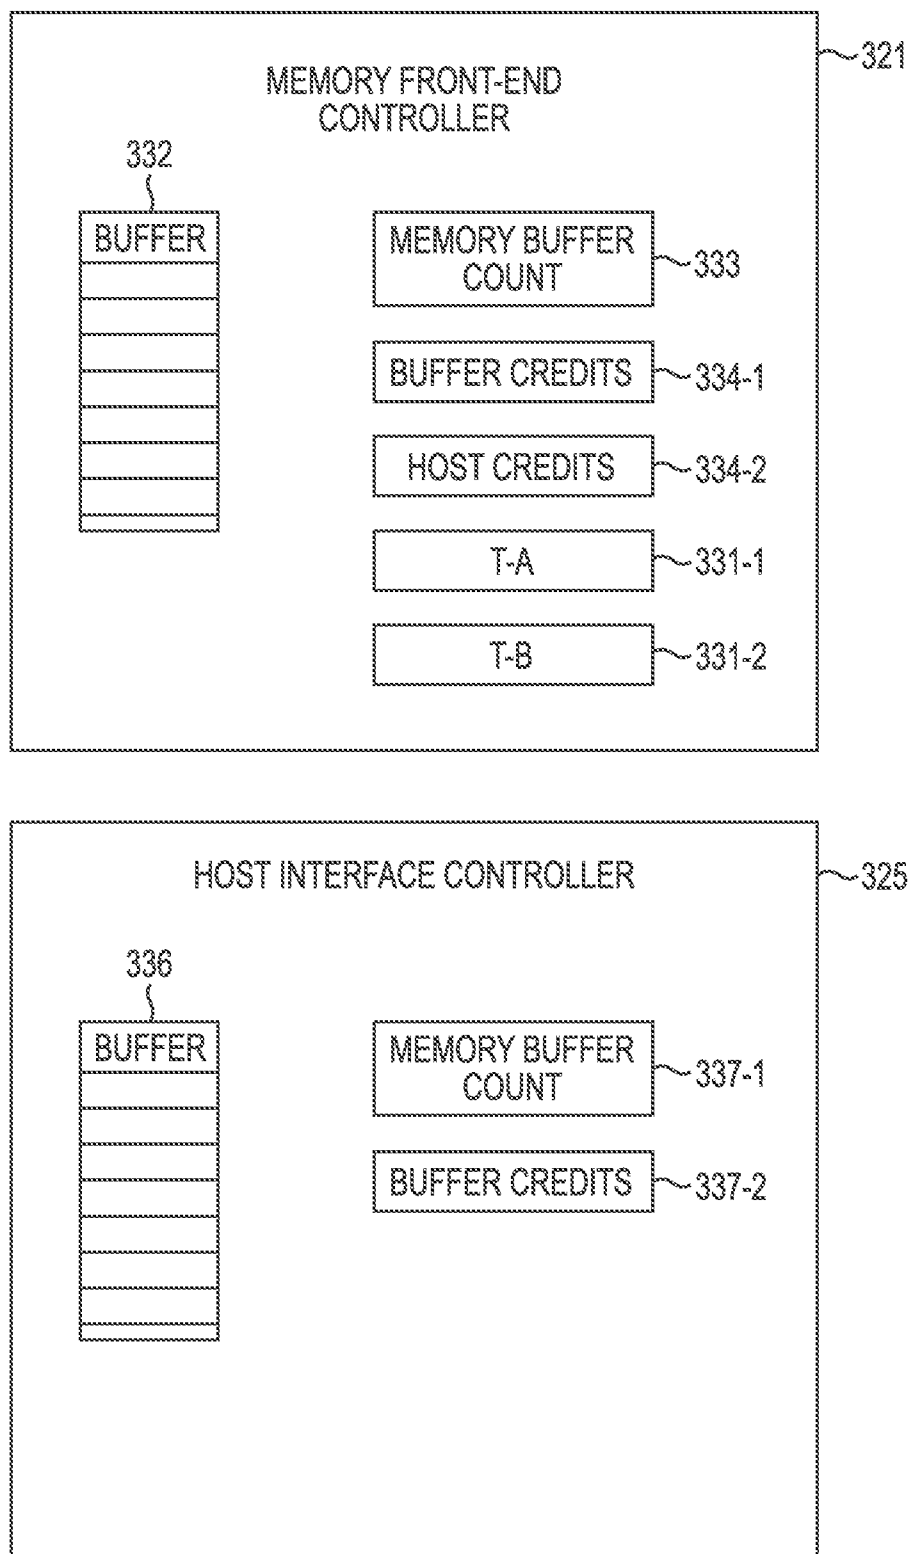 321
MEMORY FRONT-END
CONTROLLER
332
BUFFER
MEMORY BUFFER
COUNT
333
BUFFER CREDITS
334-1
HOST CREDITS
334-2
T-A
331-1
T-B
331-2
HOST INTERFACE CONTROLLER
325
336
BUFFER
MEMORY BUFFER
COUNT
337-1
BUFFER CREDITS
337-2